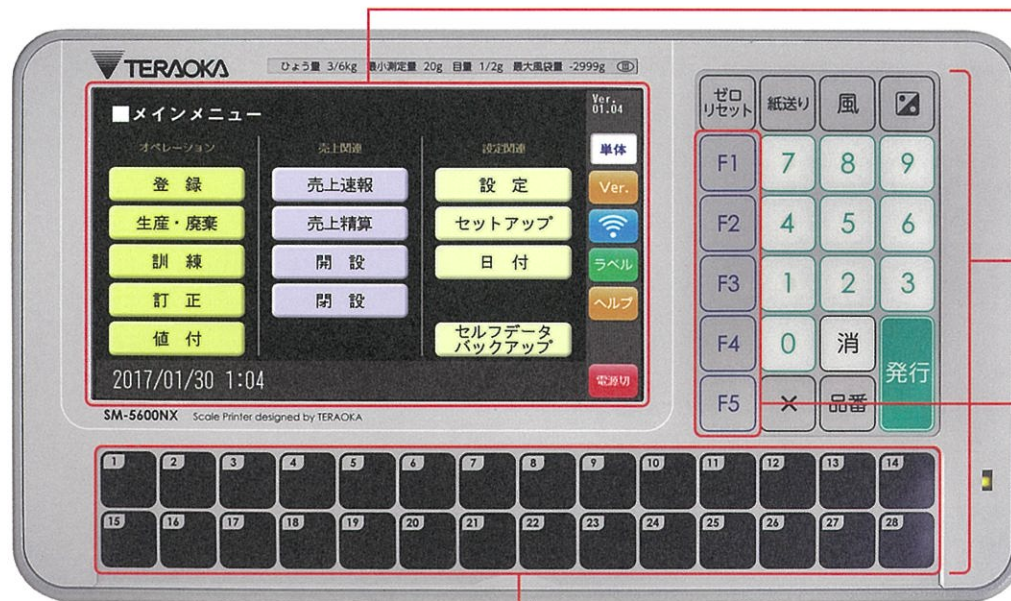 TERAOKA
ひょう量 3/6kg 最小測定量 20g 目量 1/2g 最大風袋量 -2999g Ⅲ
■メインメニュー
Ver.
01.04
オペレーション 売上関連 設定関連
単体
登 録 売上速報 設 定
Ver.
生産・廃棄 売上精算 セットアップ
訓 練 開 設 日 付
ラベル
訂 正 閉 設
ヘルプ
値 付 セルフデータ
バックアップ
2017/01/30 1:04
電源切
SM-5600NX Scale Printer designed by TERAOKA
ゼロ
リセット 紙送り 風
F1 7 8 9
F2 4 5 6
F3 1 2 3
F4 0 消 発行
F5 × 品番
1 2 3 4 5 6 7 8 9 10 11 12 13 14
15 16 17 18 19 20 21 22 23 24 25 26 27 28